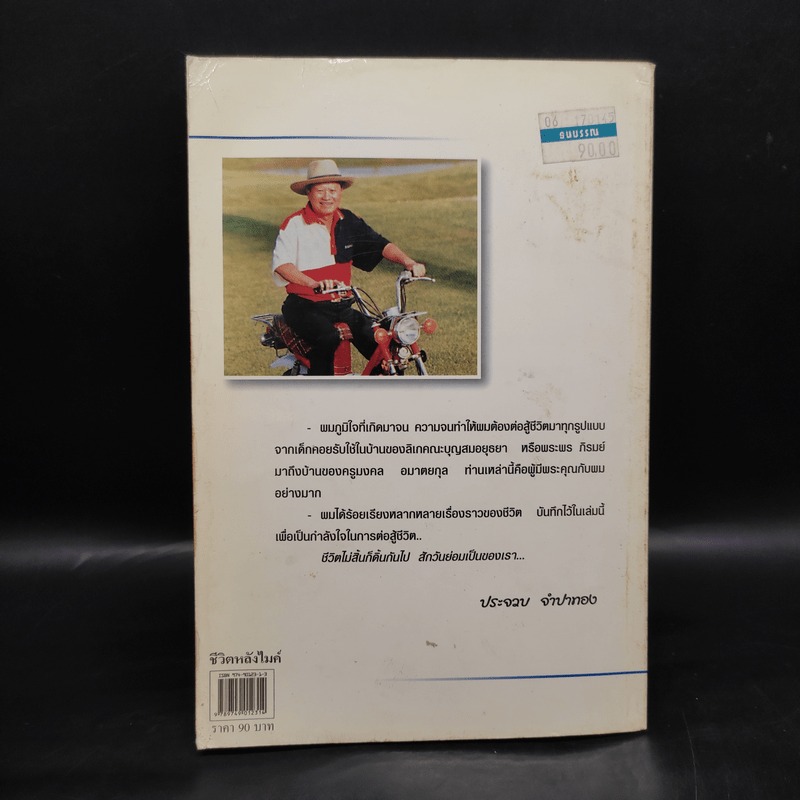 ธนบรรณ
90.00
- ผมภูมิใจที่เกิดมาจน ความจนทำให้ผมต้องต่อสู้ชีวิตมาทุกรูปแบบ
จากเด็กคอยรับใช้ในบ้านของลิเกคณะบุญสมอยุธยา หรือพระพร ภิรมย์
มาถึงบ้านของครูมงคล อมาตยกุล ท่านเหล่านี้คือผู้มีพระคุณกับผม
อย่างมาก
- ผมได้ร้อยเรียงหลากหลายเรื่องราวของชีวิต บันทึกไว้ในเล่มนี้
เพื่อเป็นกำลังใจในการต่อสู้ชีวิต..
ชีวิตไม่สิ้นก็ดิ้นกันไป สักวันย่อมเป็นของเรา...
ประจวบ จำปาทอง
ชีวิตหลังไมค์
ราคา 90 บาท